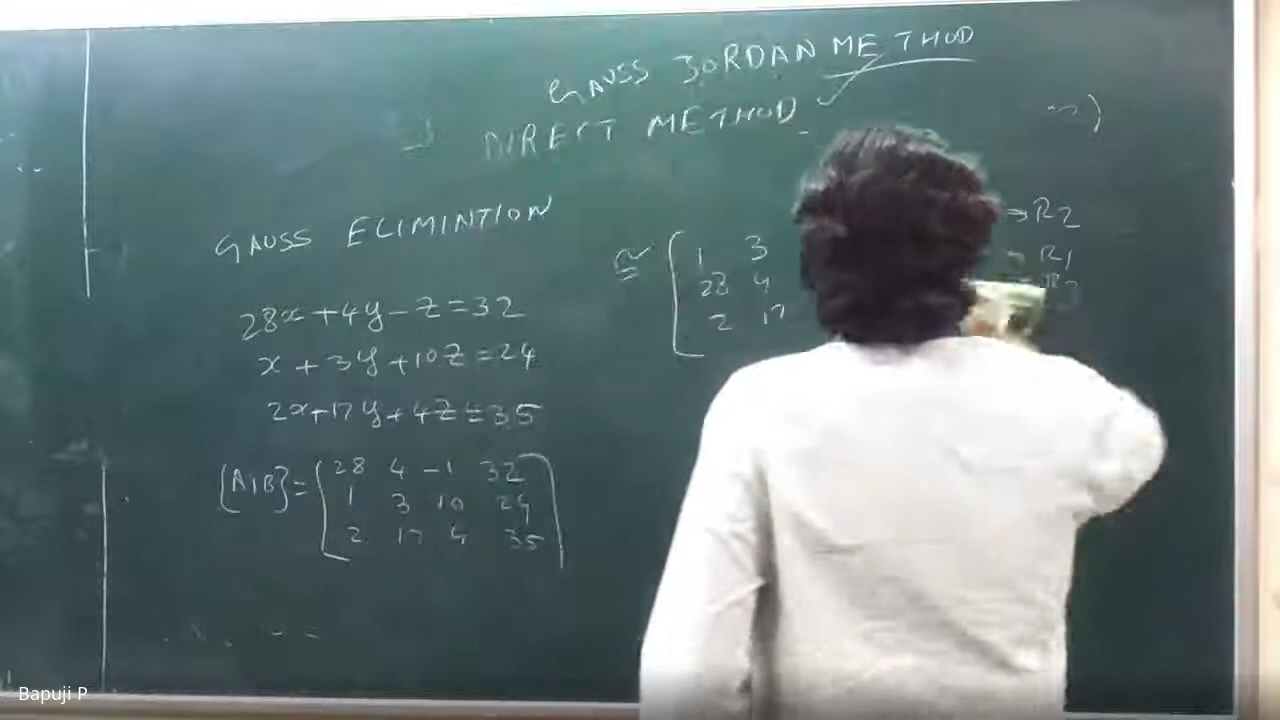 GAUSS JORDAN METHOD
DIRECT METHOD
GAUSS ELIMINTION
28x+4y-z=32
x+3y+10z=24
2x+17y+4z=35
[A|B]=[28 4 -1 32
1 3 10 24
2 17 4 35]
≅ [1 3
28 4
2 17
⇒R2
R1
Bapuji P